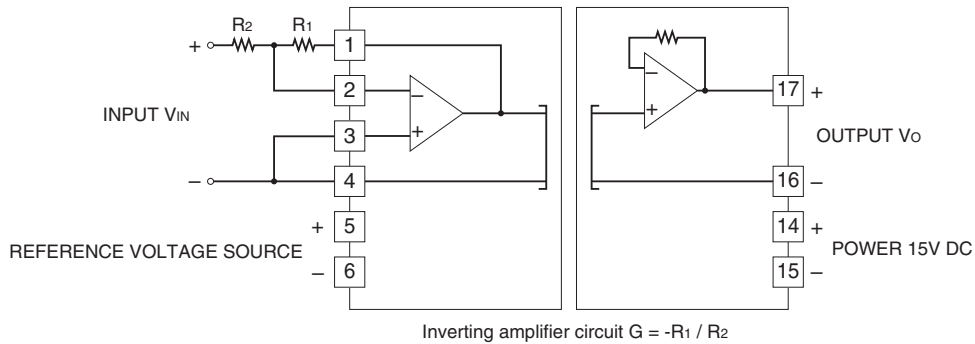 R2 R1
+ 1
2 −
INPUT VIN
3 +
− 4
+ 5
REFERENCE VOLTAGE SOURCE
− 6
−
+
17 +
OUTPUT VO
16 −
14 +
POWER 15V DC
15 −
Inverting amplifier circuit G = -R1 / R2